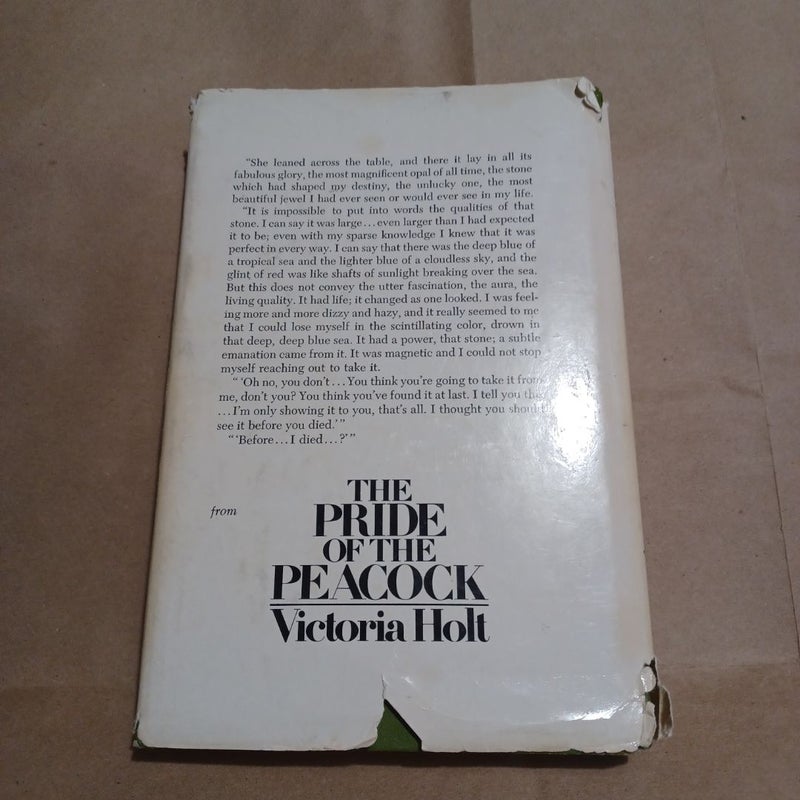 "She leaned across the table, and there it lay in all its
fabulous glory, the most magnificent opal of all time, the stone
which had shaped my destiny, the unlucky one, the most
beautiful jewel I had ever seen or would ever see in my life.
"It is impossible to put into words the qualities of that
stone. I can say it was large...even larger than I had expected
it to be; even with my sparse knowledge I knew that it was
perfect in every way. I can say that there was the deep blue of
a tropical sea and the lighter blue of a cloudless sky, and the
glint of red was like shafts of sunlight breaking over the sea.
But this does not convey the utter fascination, the aura, the
living quality. It had life; it changed as one looked. I was feel-
ing more and more dizzy and hazy, and it really seemed to me
that I could lose myself in the scintillating color, drown in
that deep, deep blue sea. It had a power, that stone; a subtle
emanation came from it. It was magnetic and I could not stop
myself reaching out to take it.
" 'Oh no, you don't...You think you're going to take it from
me, don't you? You think you've found it at last. I tell you
...I'm only showing it to you, that's all. I thought you should
see it before you died.' "
" 'Before...I died...?' "
from
THE
PRIDE
OF THE
PEACOCK
Victoria Holt